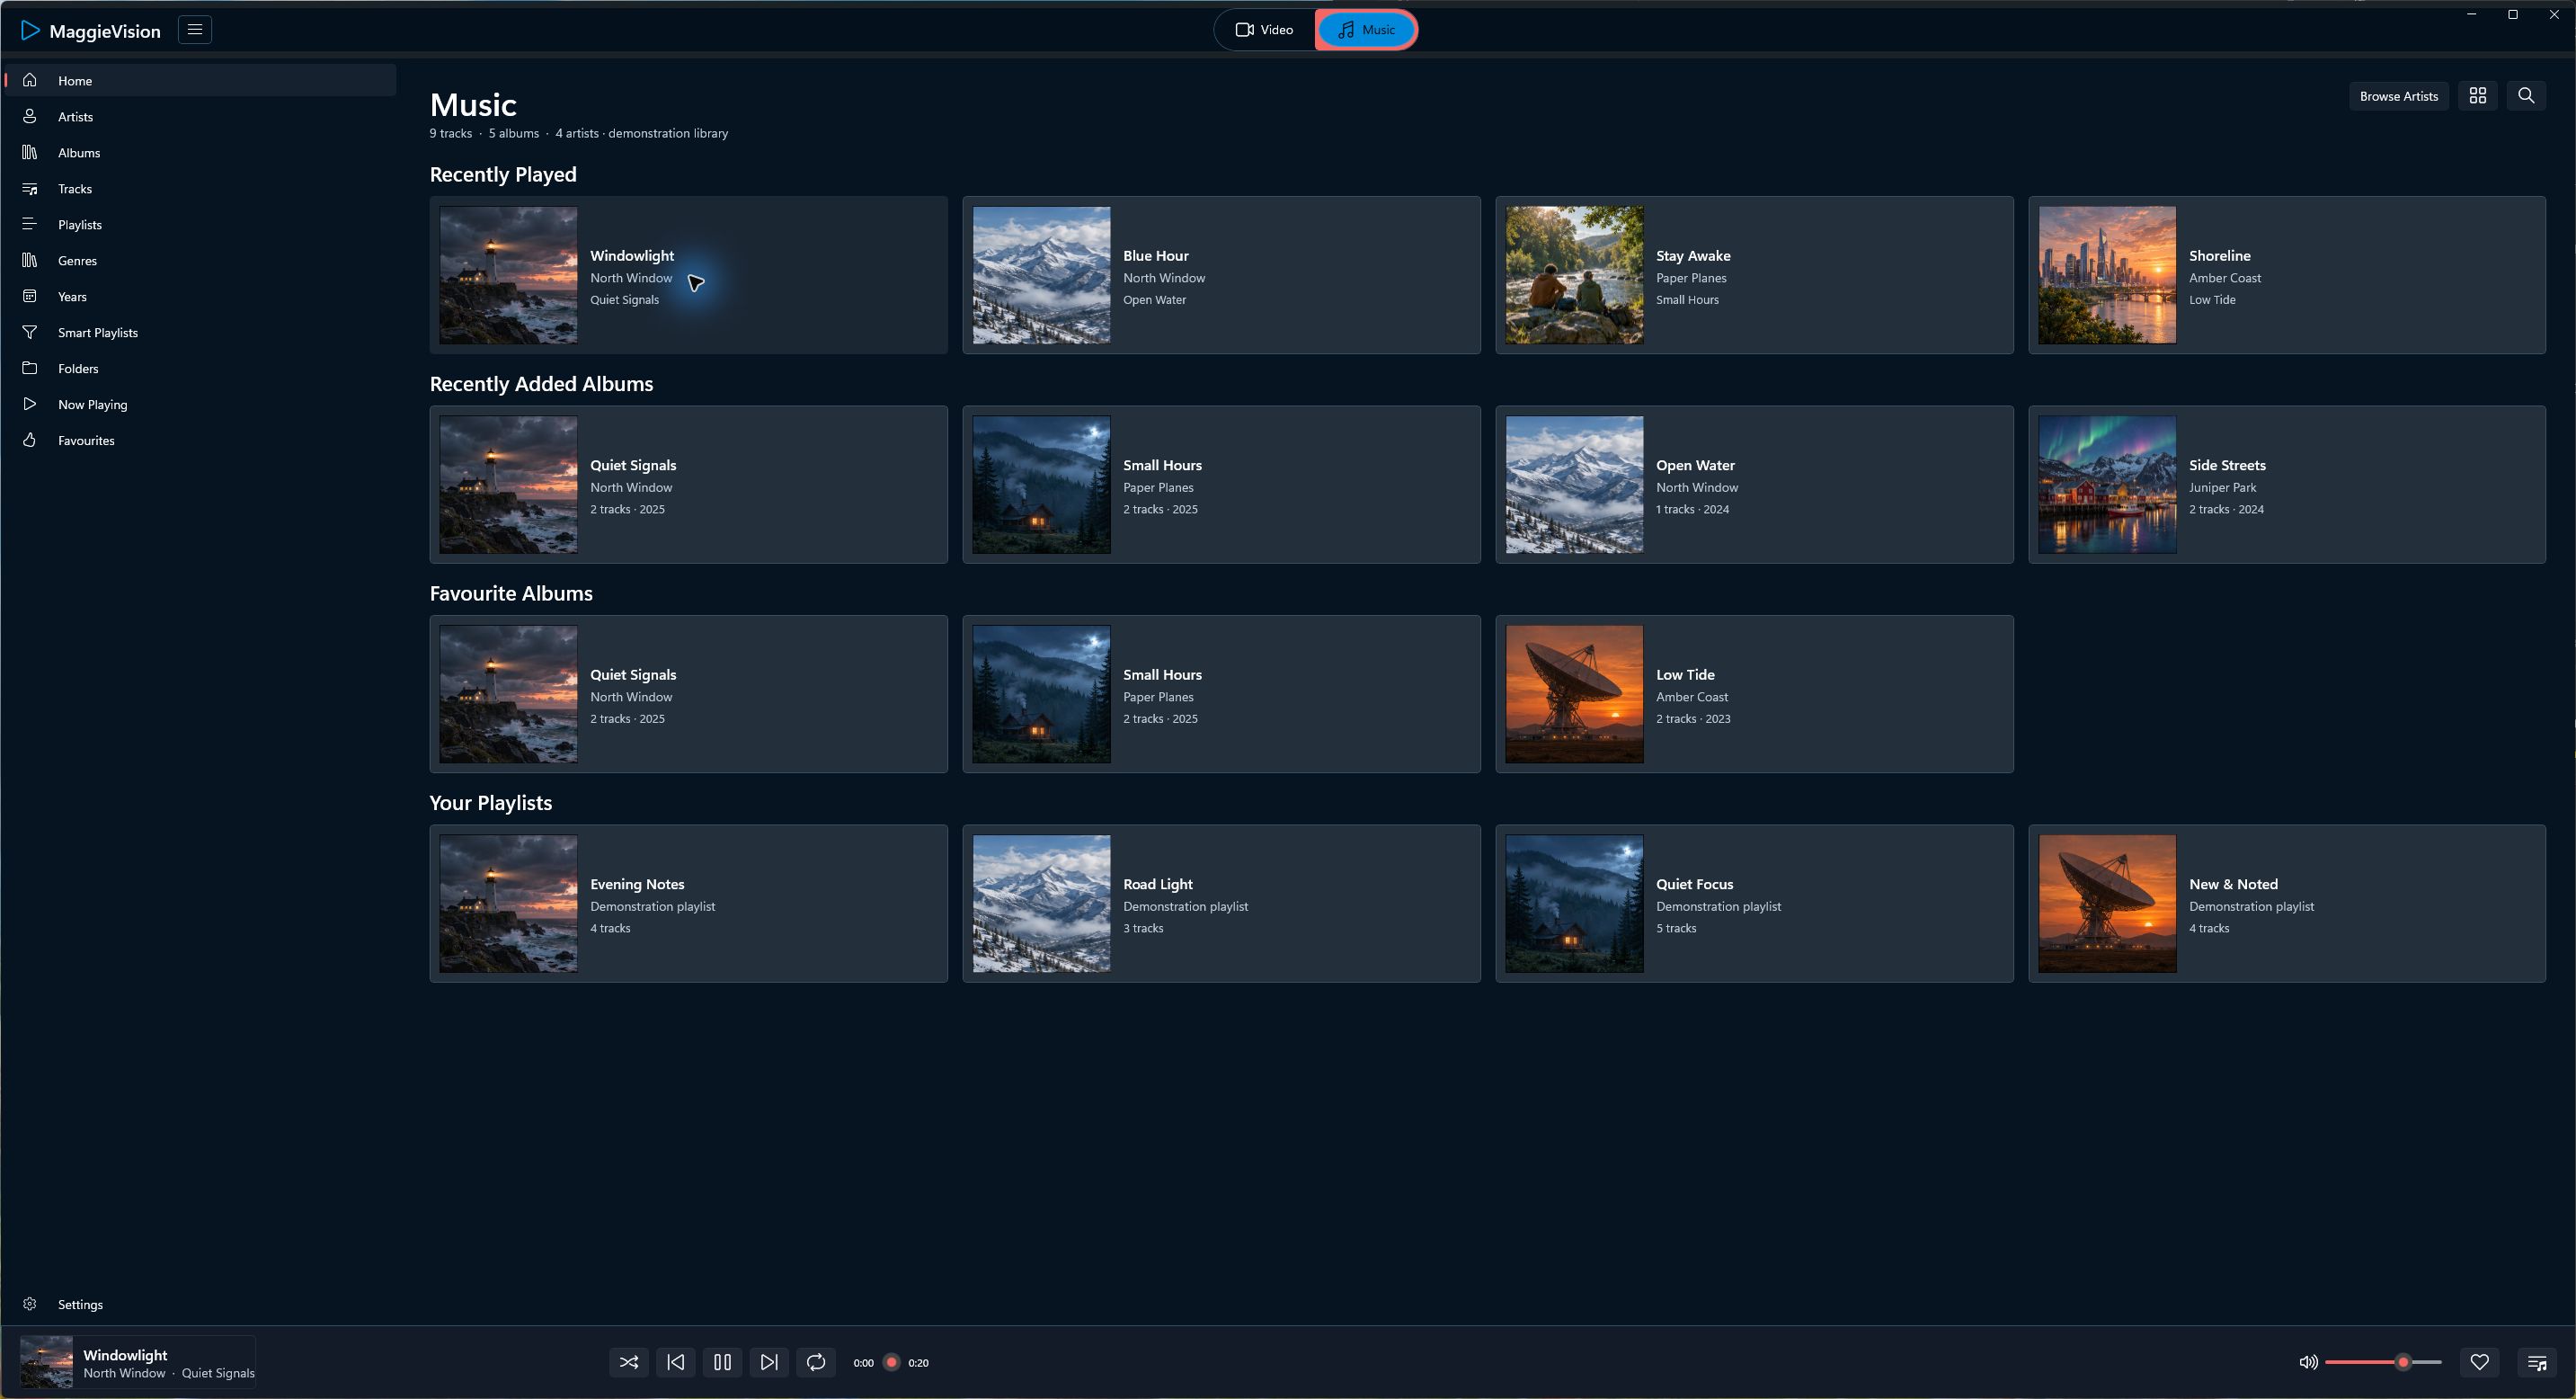 MaggieVision
Video
Music
Home
Artists
Albums
Tracks
Playlists
Genres
Years
Smart Playlists
Folders
Now Playing
Favourites
Settings
Music
9 tracks · 5 albums · 4 artists · demonstration library
Browse Artists
Recently Played
Windowlight
North Window
Quiet Signals
Blue Hour
North Window
Open Water
Stay Awake
Paper Planes
Small Hours
Shoreline
Amber Coast
Low Tide
Recently Added Albums
Quiet Signals
North Window
2 tracks · 2025
Small Hours
Paper Planes
2 tracks · 2025
Open Water
North Window
1 tracks · 2024
Side Streets
Juniper Park
2 tracks · 2024
Favourite Albums
Quiet Signals
North Window
2 tracks · 2025
Small Hours
Paper Planes
2 tracks · 2025
Low Tide
Amber Coast
2 tracks · 2023
Your Playlists
Evening Notes
Demonstration playlist
4 tracks
Road Light
Demonstration playlist
3 tracks
Quiet Focus
Demonstration playlist
5 tracks
New & Noted
Demonstration playlist
4 tracks
Windowlight
North Window · Quiet Signals
0:00
0:20